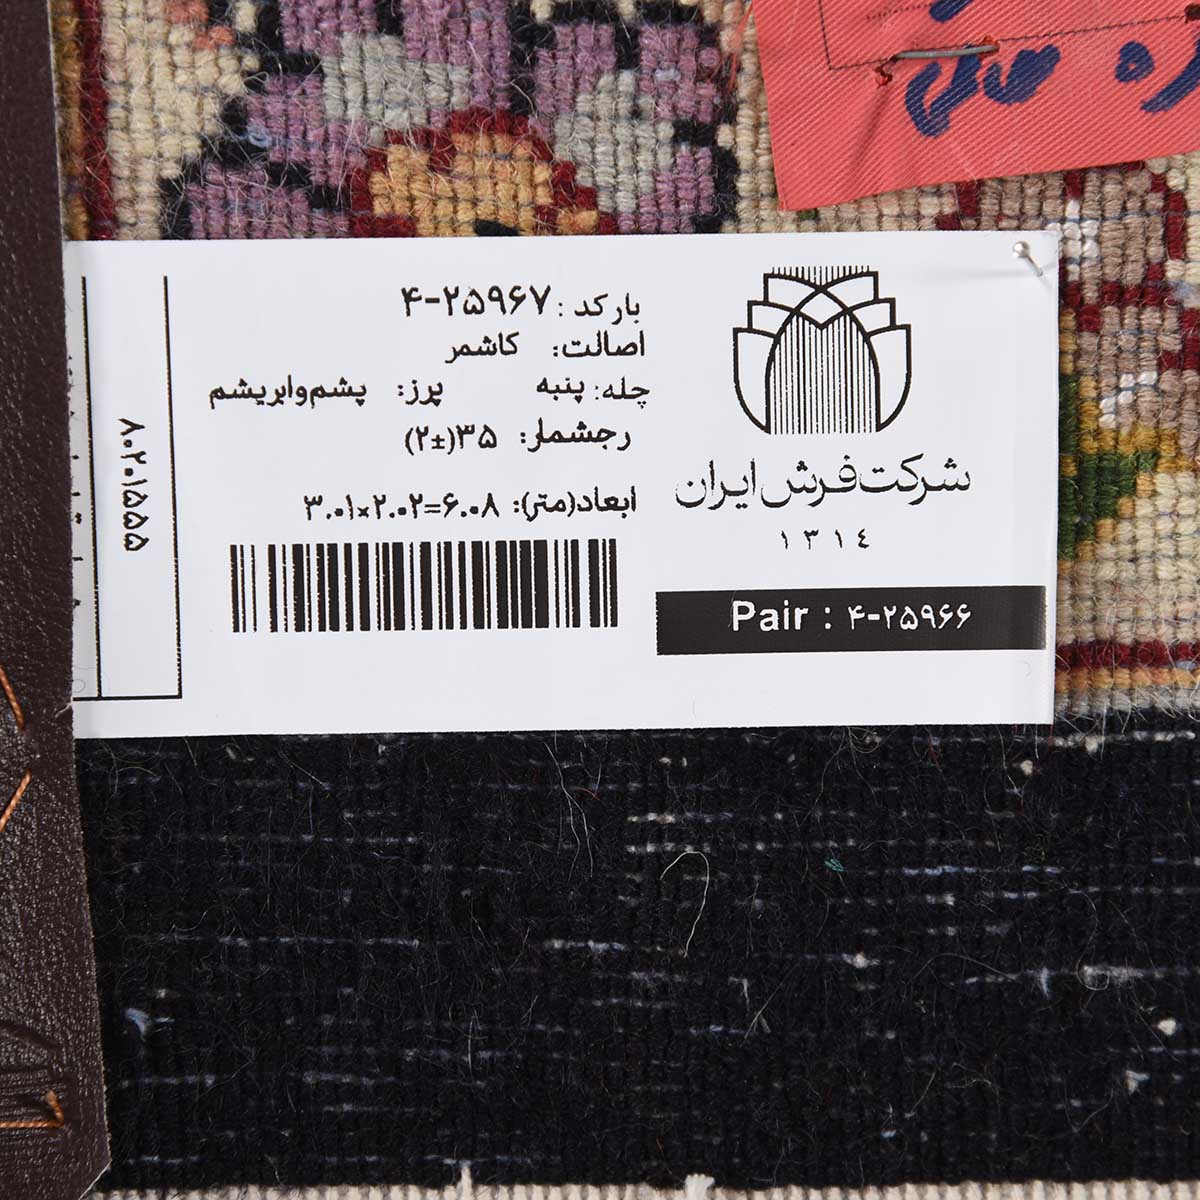 بارکد : ۴-۲۵۹۶۷
اصالت: کاشمر
چله: پنبه پرز: پشم‌وابریشم
رجشمار: ۳۵(±۲)
ابعاد(متر): ۳.۰۱×۲.۰۲=۶.۰۸
شرکت فرش ایران
۱۳۱٤
Pair : ۴-۲۵۹۶۶
۸۰۲۰۱۵۵۵